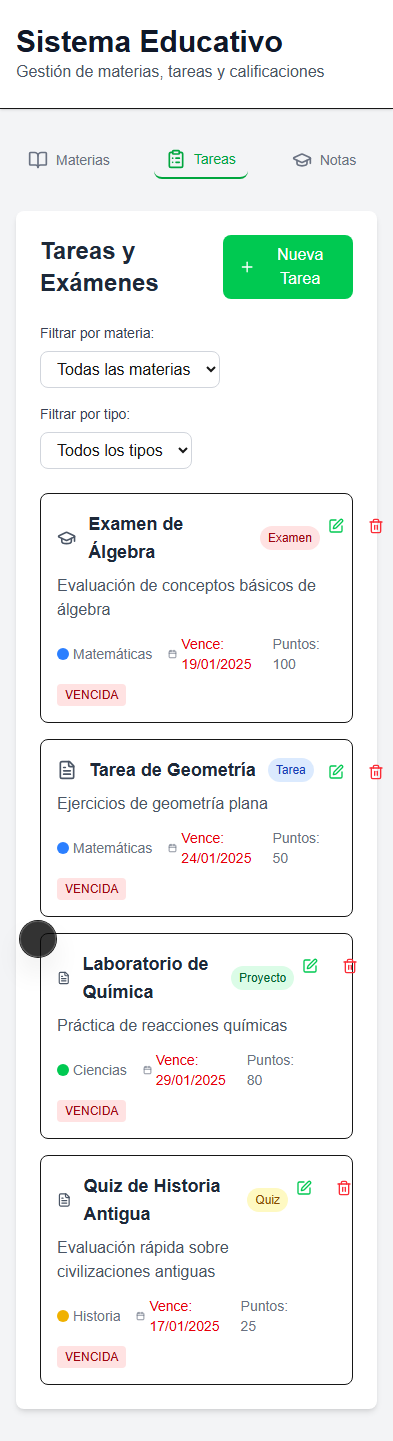 Sistema Educativo
Gestión de materias, tareas y calificaciones
Materias
Tareas
Notas
Tareas y
Exámenes
Nueva
Tarea
Filtrar por materia:
Todas las materias
Filtrar por tipo:
Todos los tipos
Examen de
Álgebra
Examen
Evaluación de conceptos básicos de
álgebra
Matemáticas
Vence:
19/01/2025
Puntos:
100
VENCIDA
Tarea de Geometría
Tarea
Ejercicios de geometría plana
Matemáticas
Vence:
24/01/2025
Puntos:
50
VENCIDA
Laboratorio de
Química
Proyecto
Práctica de reacciones químicas
Ciencias
Vence:
29/01/2025
Puntos:
80
VENCIDA
Quiz de Historia
Antigua
Quiz
Evaluación rápida sobre
civilizaciones antiguas
Historia
Vence:
17/01/2025
Puntos:
25
VENCIDA